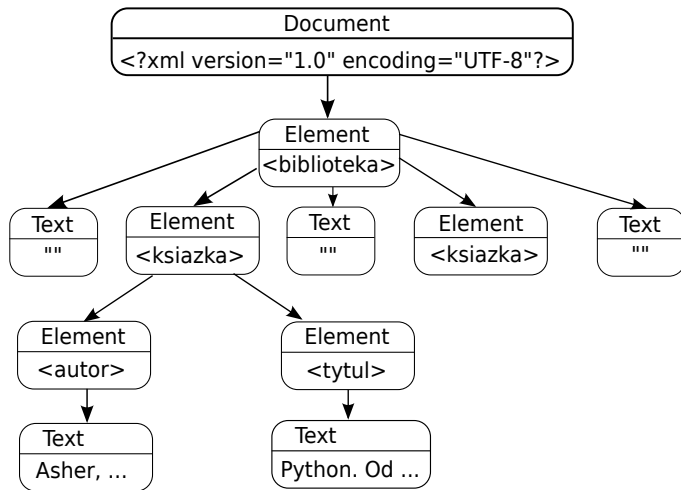 Document
<?xml version="1.0" encoding="UTF-8"?>
Element
<biblioteka>
Text
""
Element
<ksiazka>
Text
""
Element
<ksiazka>
Text
""
Element
<autor>
Element
<tytul>
Text
Asher, ...
Text
Python. Od ...